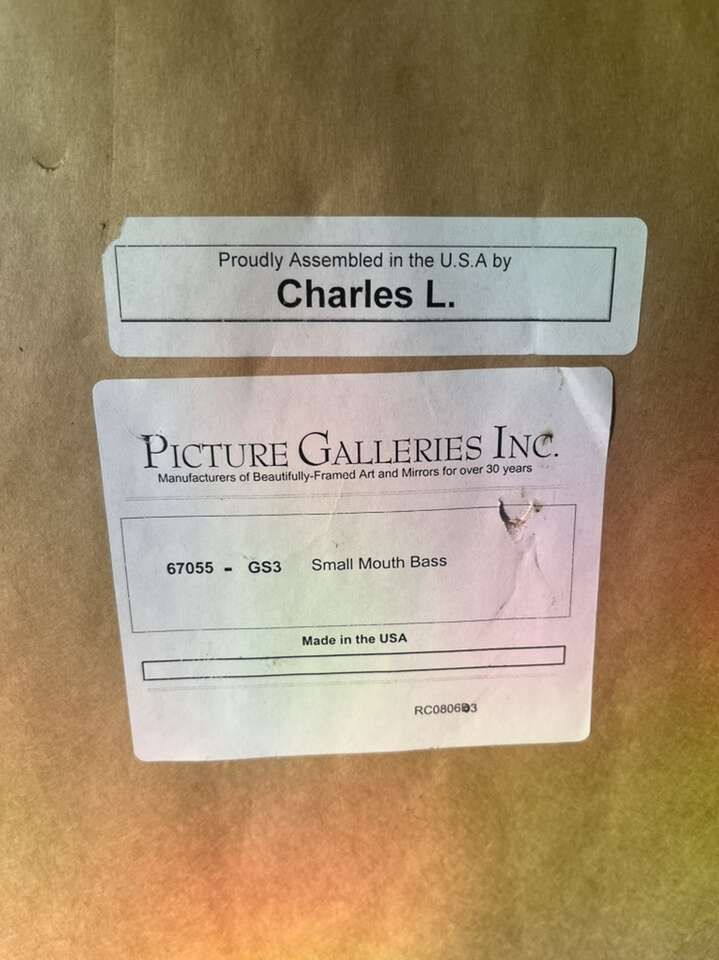 Proudly Assembled in the U.S.A by
Charles L.
PICTURE GALLERIES INC.
Manufacturers of Beautifully-Framed Art and Mirrors for over 30 years
67055 - GS3 Small Mouth Bass
Made in the USA